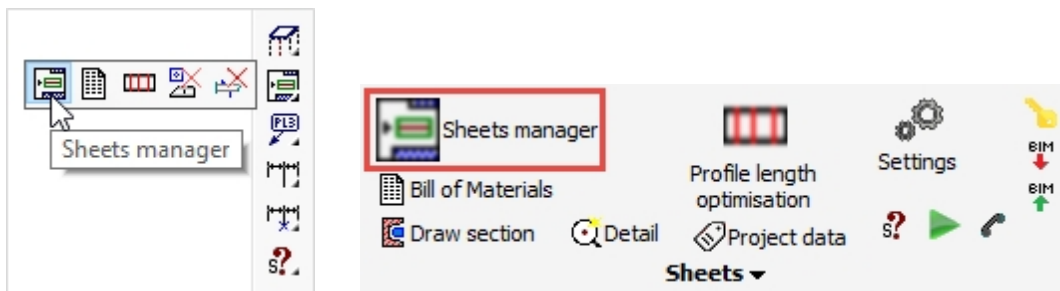 PL3
Sheets manager
s?
Sheets manager
Bill of Materials
Draw section
Detail
Profile length
optimisation
Project data
Settings
s?
BIM
BIM
Sheets